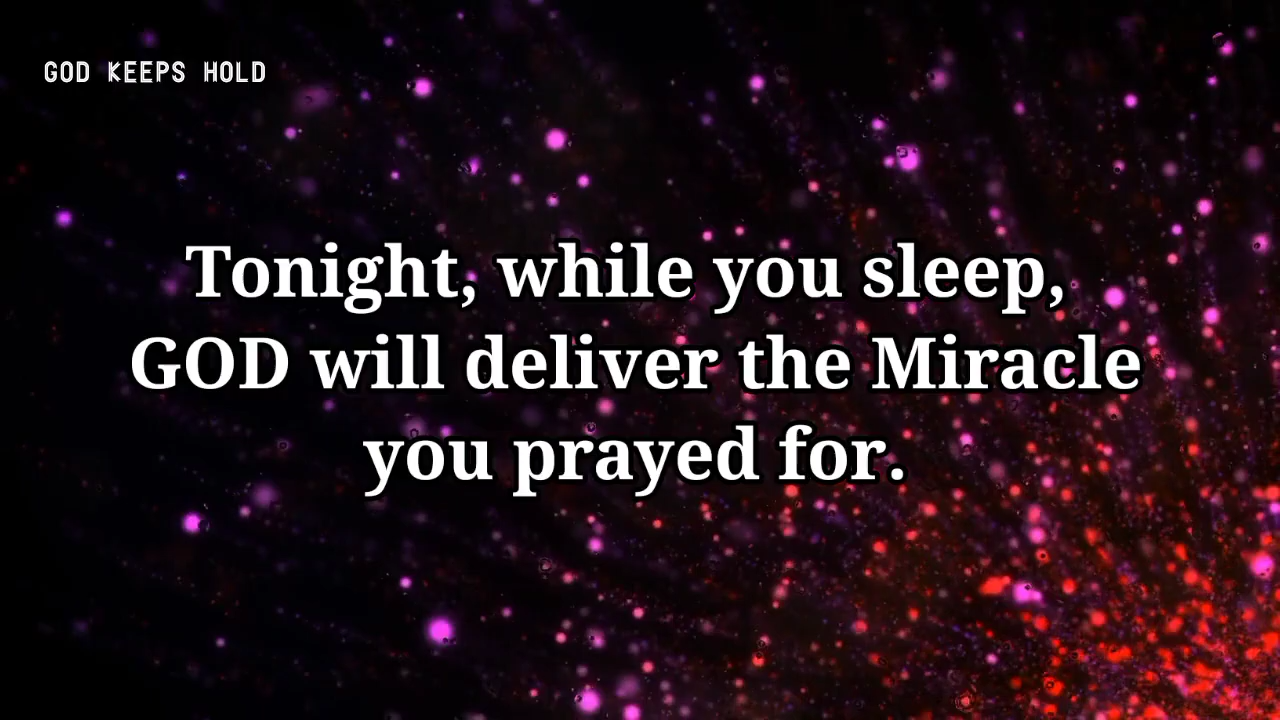 GOD KEEPS HOLD
Tonight, while you sleep,
GOD will deliver the Miracle
you prayed for.